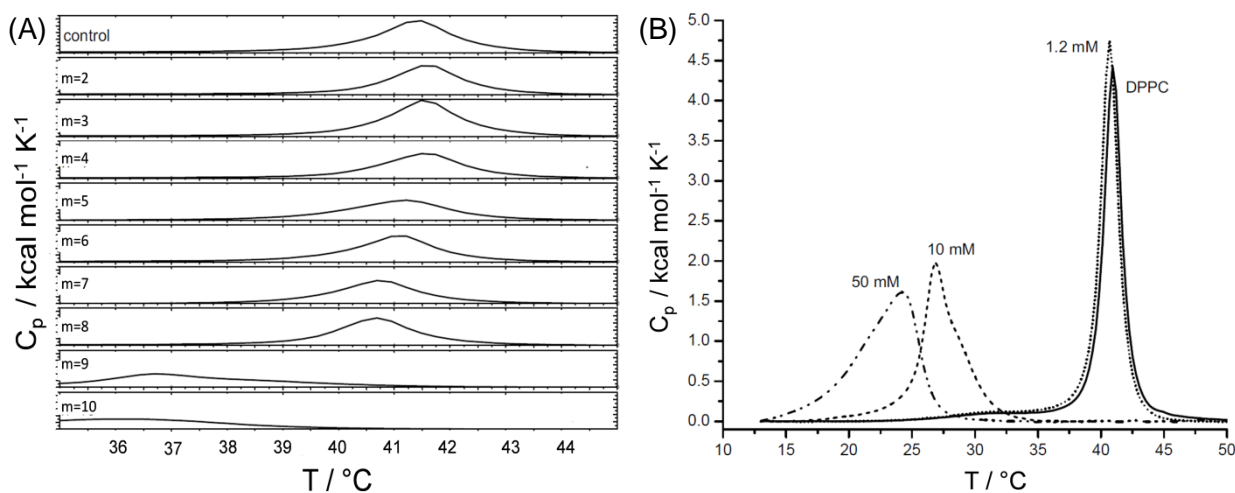 (A)
control
m=2
m=3
m=4
m=5
m=6
m=7
m=8
m=9
m=10
Cp / kcal mol-1 K-1
36 37 38 39 40 41 42 43 44
T / °C
(B)
5.0
4.5
4.0
3.5
3.0
2.5
2.0
1.5
1.0
0.5
0.0
1.2 mM
DPPC
10 mM
50 mM
Cp / kcal mol-1 K-1
10 15 20 25 30 35 40 45 50
T / °C